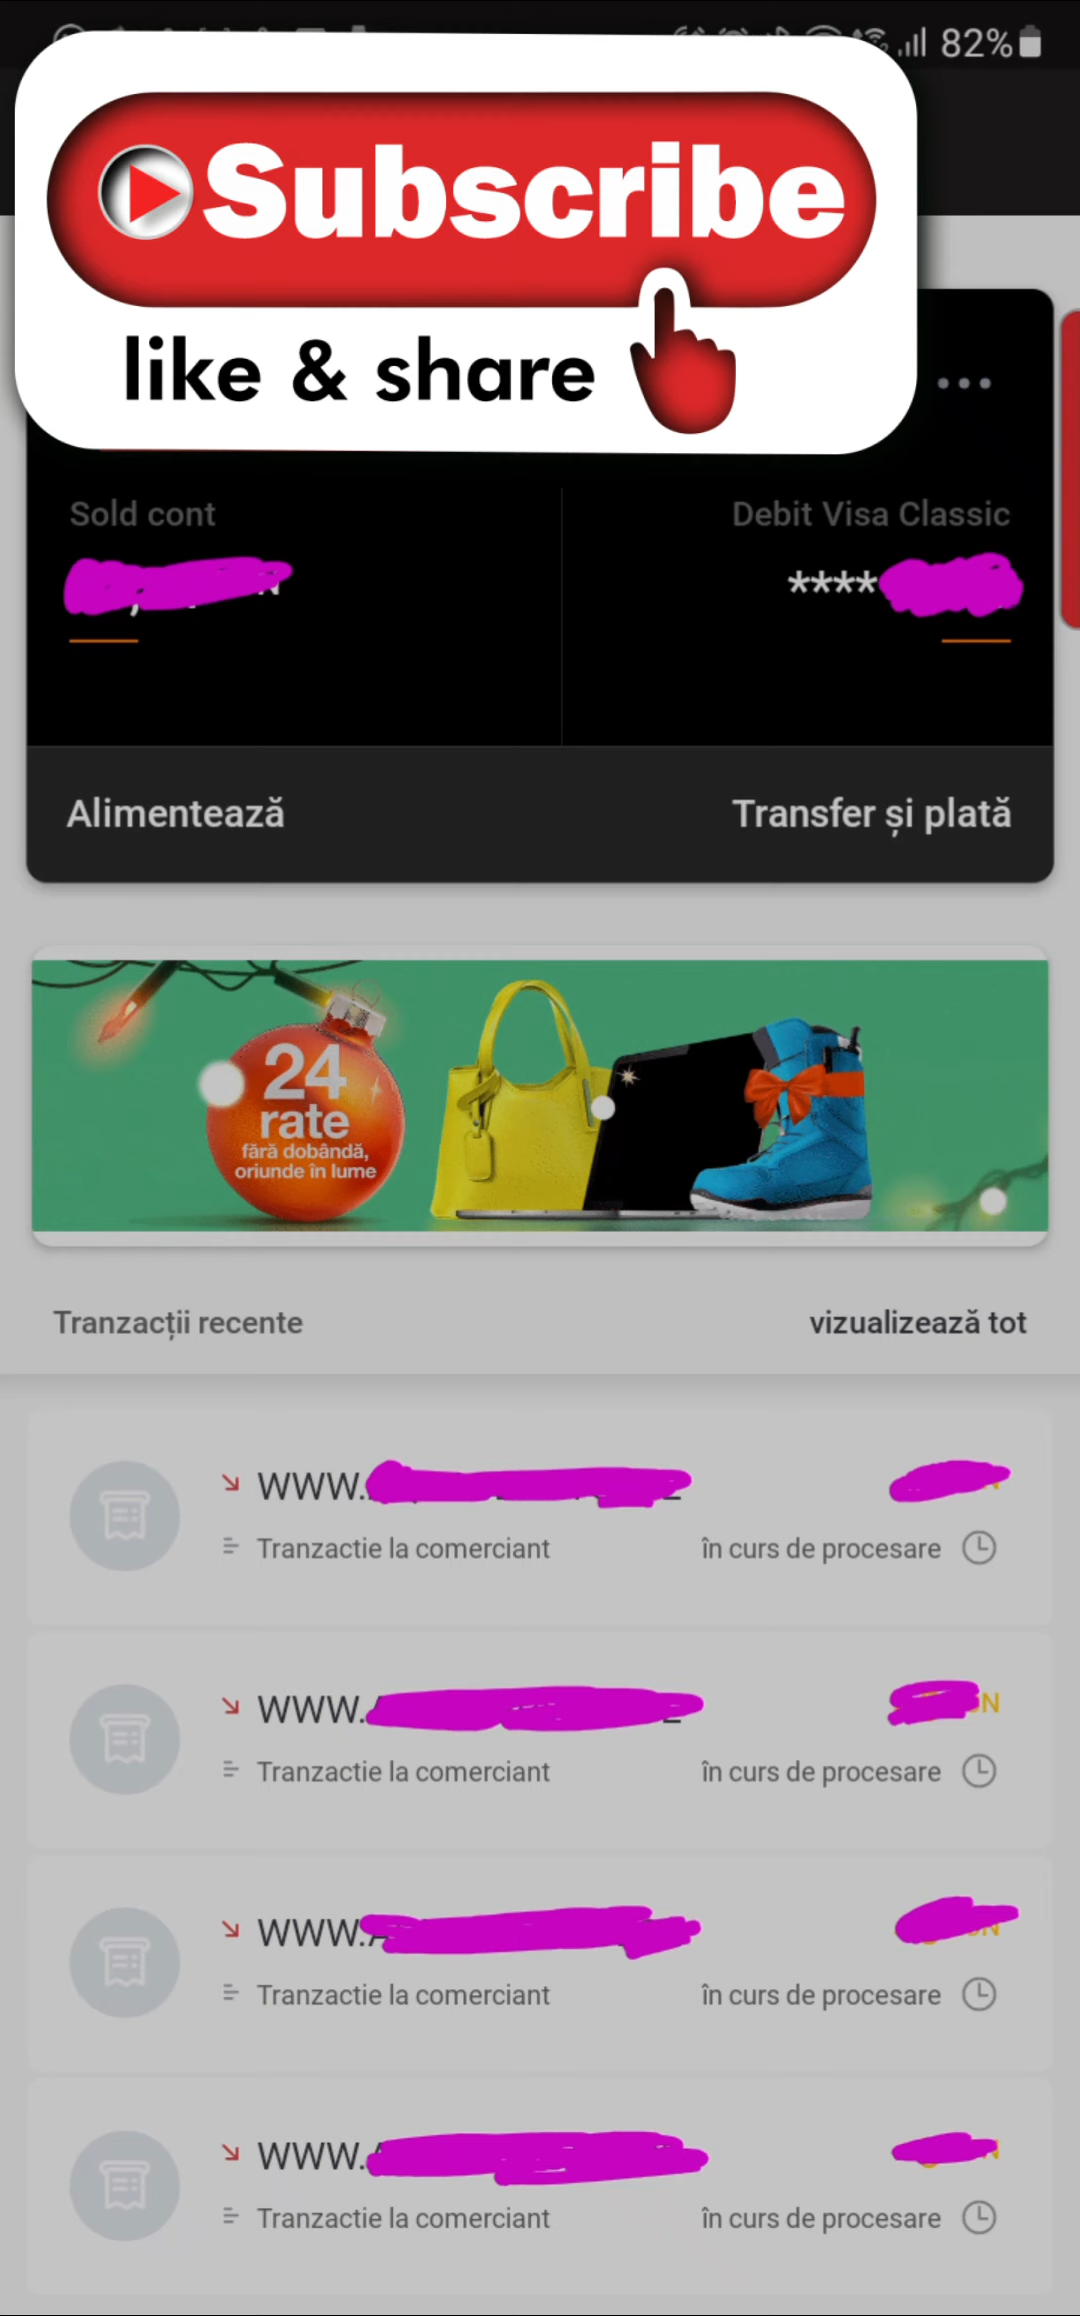 82%
Subscribe
like & share
Sold cont
Debit Visa Classic
****
Alimentează
Transfer și plată
24
rate
fără dobândă,
oriunde în lume
Tranzacții recente
vizualizează tot
WWW.
Tranzactie la comerciant
în curs de procesare
WWW.
Tranzactie la comerciant
în curs de procesare
WWW.
Tranzactie la comerciant
în curs de procesare
WWW.
Tranzactie la comerciant
în curs de procesare